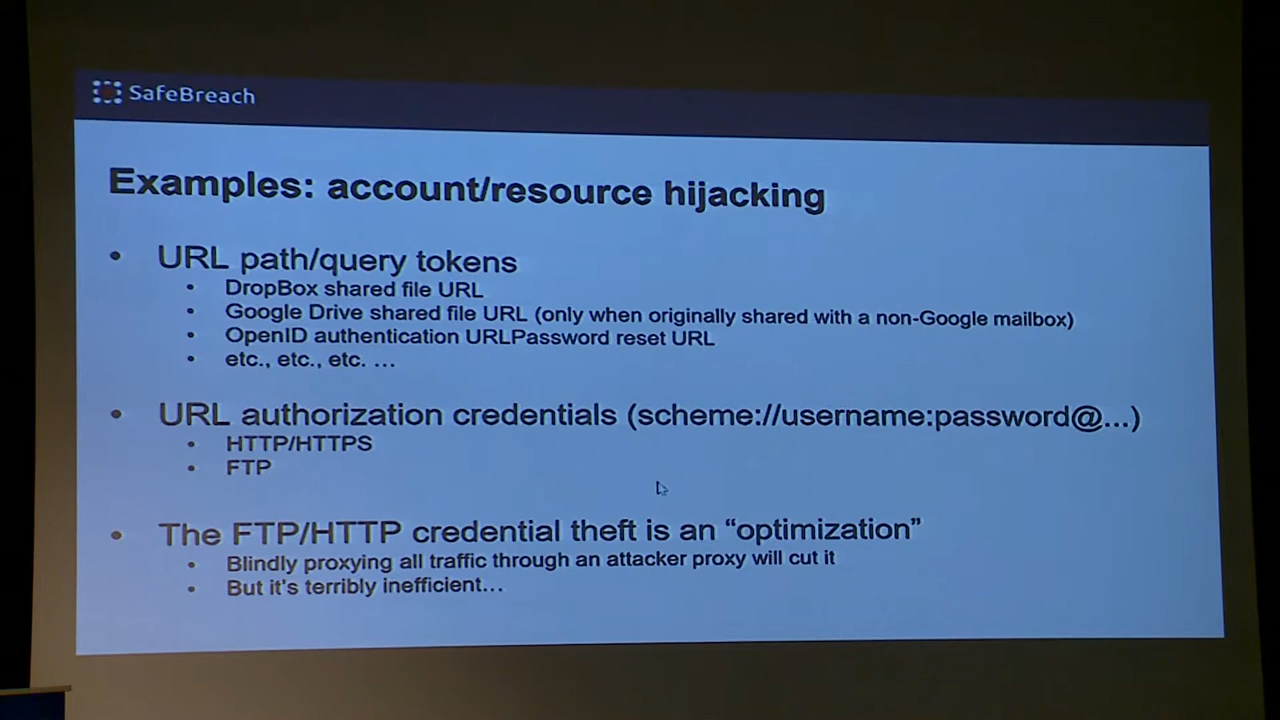 SafeBreach
Examples: account/resource hijacking
• URL path/query tokens
• DropBox shared file URL
• Google Drive shared file URL (only when originally shared with a non-Google mailbox)
• OpenID authentication URLPassword reset URL
• etc., etc., etc. …
• URL authorization credentials (scheme://username:password@...)
• HTTP/HTTPS
• FTP
• The FTP/HTTP credential theft is an “optimization”
• Blindly proxying all traffic through an attacker proxy will cut it
• But it's terribly inefficient…